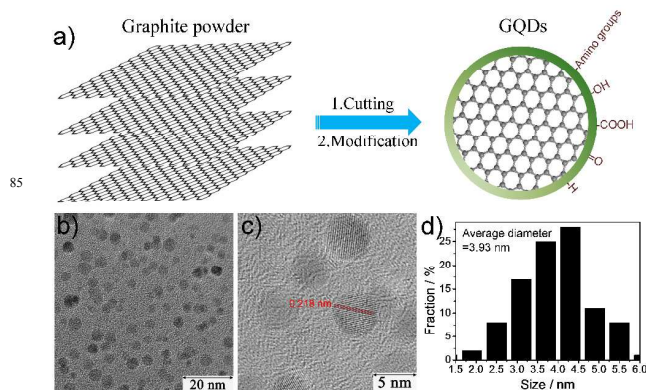 Graphite powder
GQDs
a)
1.Cutting
2.Modification
Amino groups
-OH
-COOH
O
H
85
b)
20 nm
c)
0.218 nm
5 nm
d)
Average diameter
=3.93 nm
Fraction / %
25
20
15
10
5
0
1.5 2.0 2.5 3.0 3.5 4.0 4.5 5.0 5.5 6.0
Size / nm